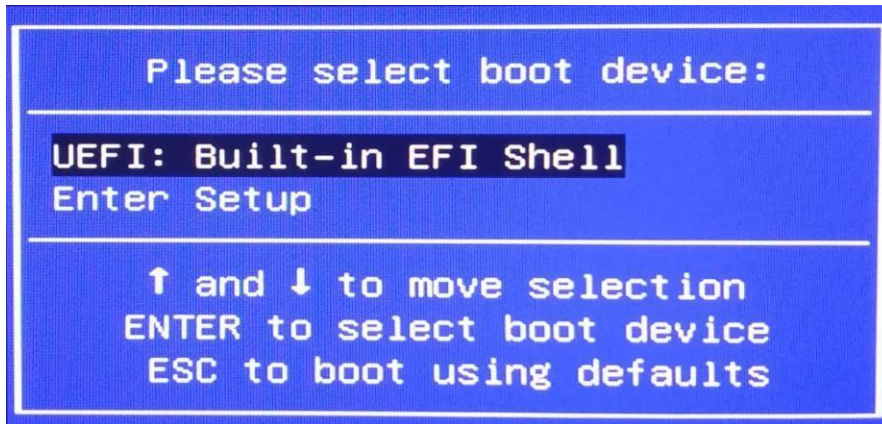 Please select boot device:
UEFI: Built-in EFI Shell
Enter Setup
↑ and ↓ to move selection
ENTER to select boot device
ESC to boot using defaults